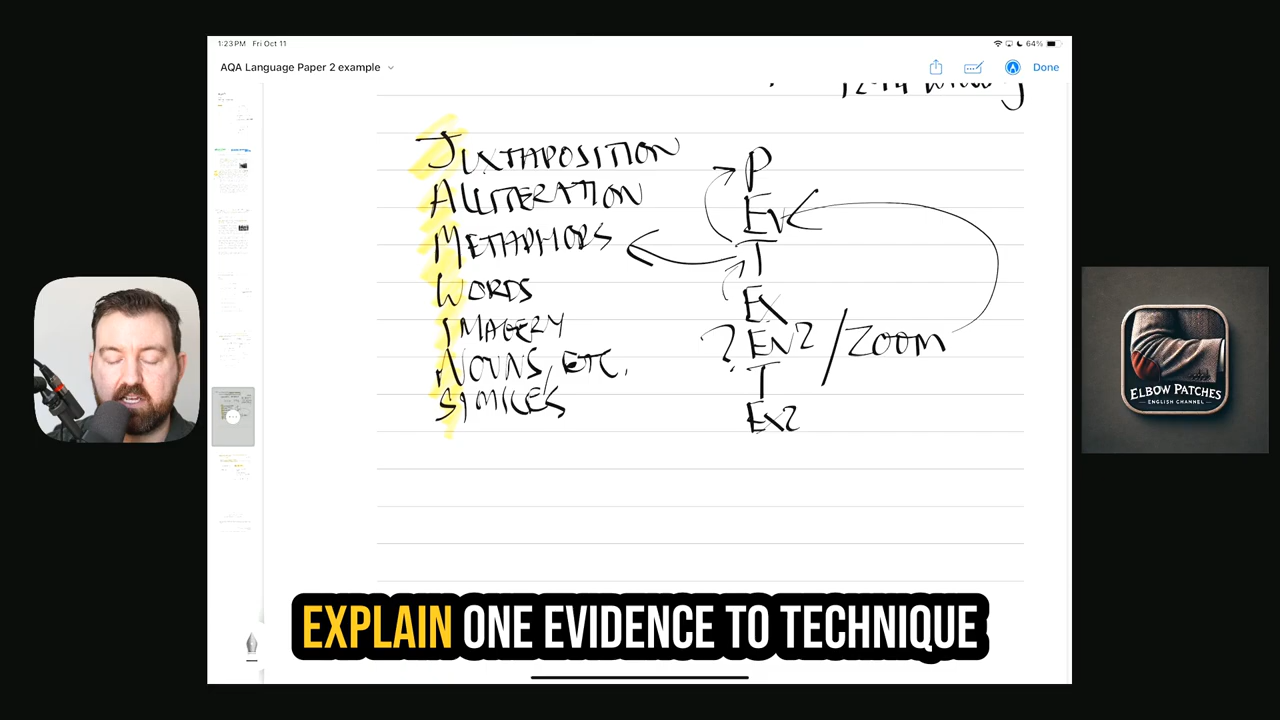 1:23 PM Fri Oct 11
64%
AQA Language Paper 2 example
Done
JUXTAPOSITION
ALLITERATION
METAPHORS
WORDS
IMAGERY
NOUNS, ETC.
SIMILES
P
Ev
T
Ex
? Ev2 / ZOOM
T
Ex2
ELBOW PATCHES
ENGLISH CHANNEL
EXPLAIN ONE EVIDENCE TO TECHNIQUE